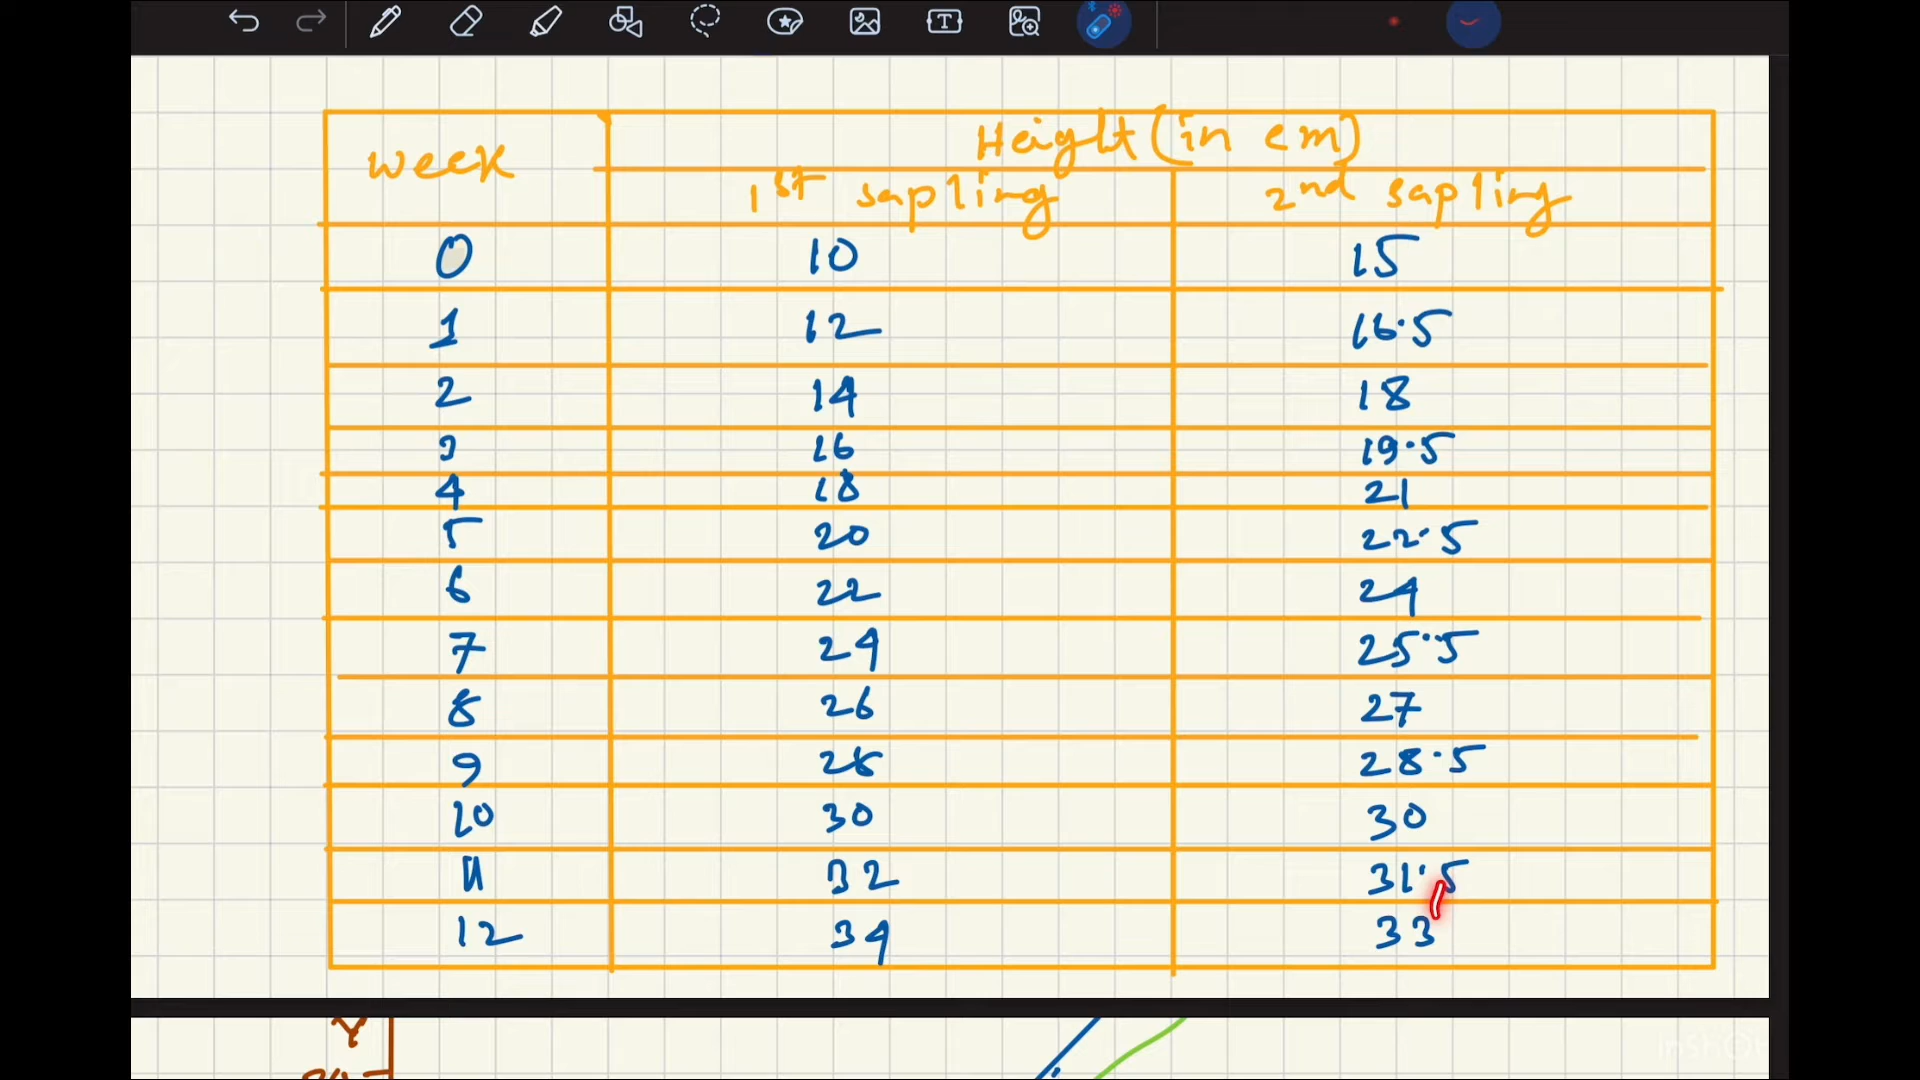 week Height (in cm)
1st sapling 2nd sapling
0 10 15
1 12 16.5
2 14 18
3 16 19.5
4 18 21
5 20 22.5
6 22 24
7 24 25.5
8 26 27
9 28 28.5
10 30 30
11 32 31.5
12 34 33
Y